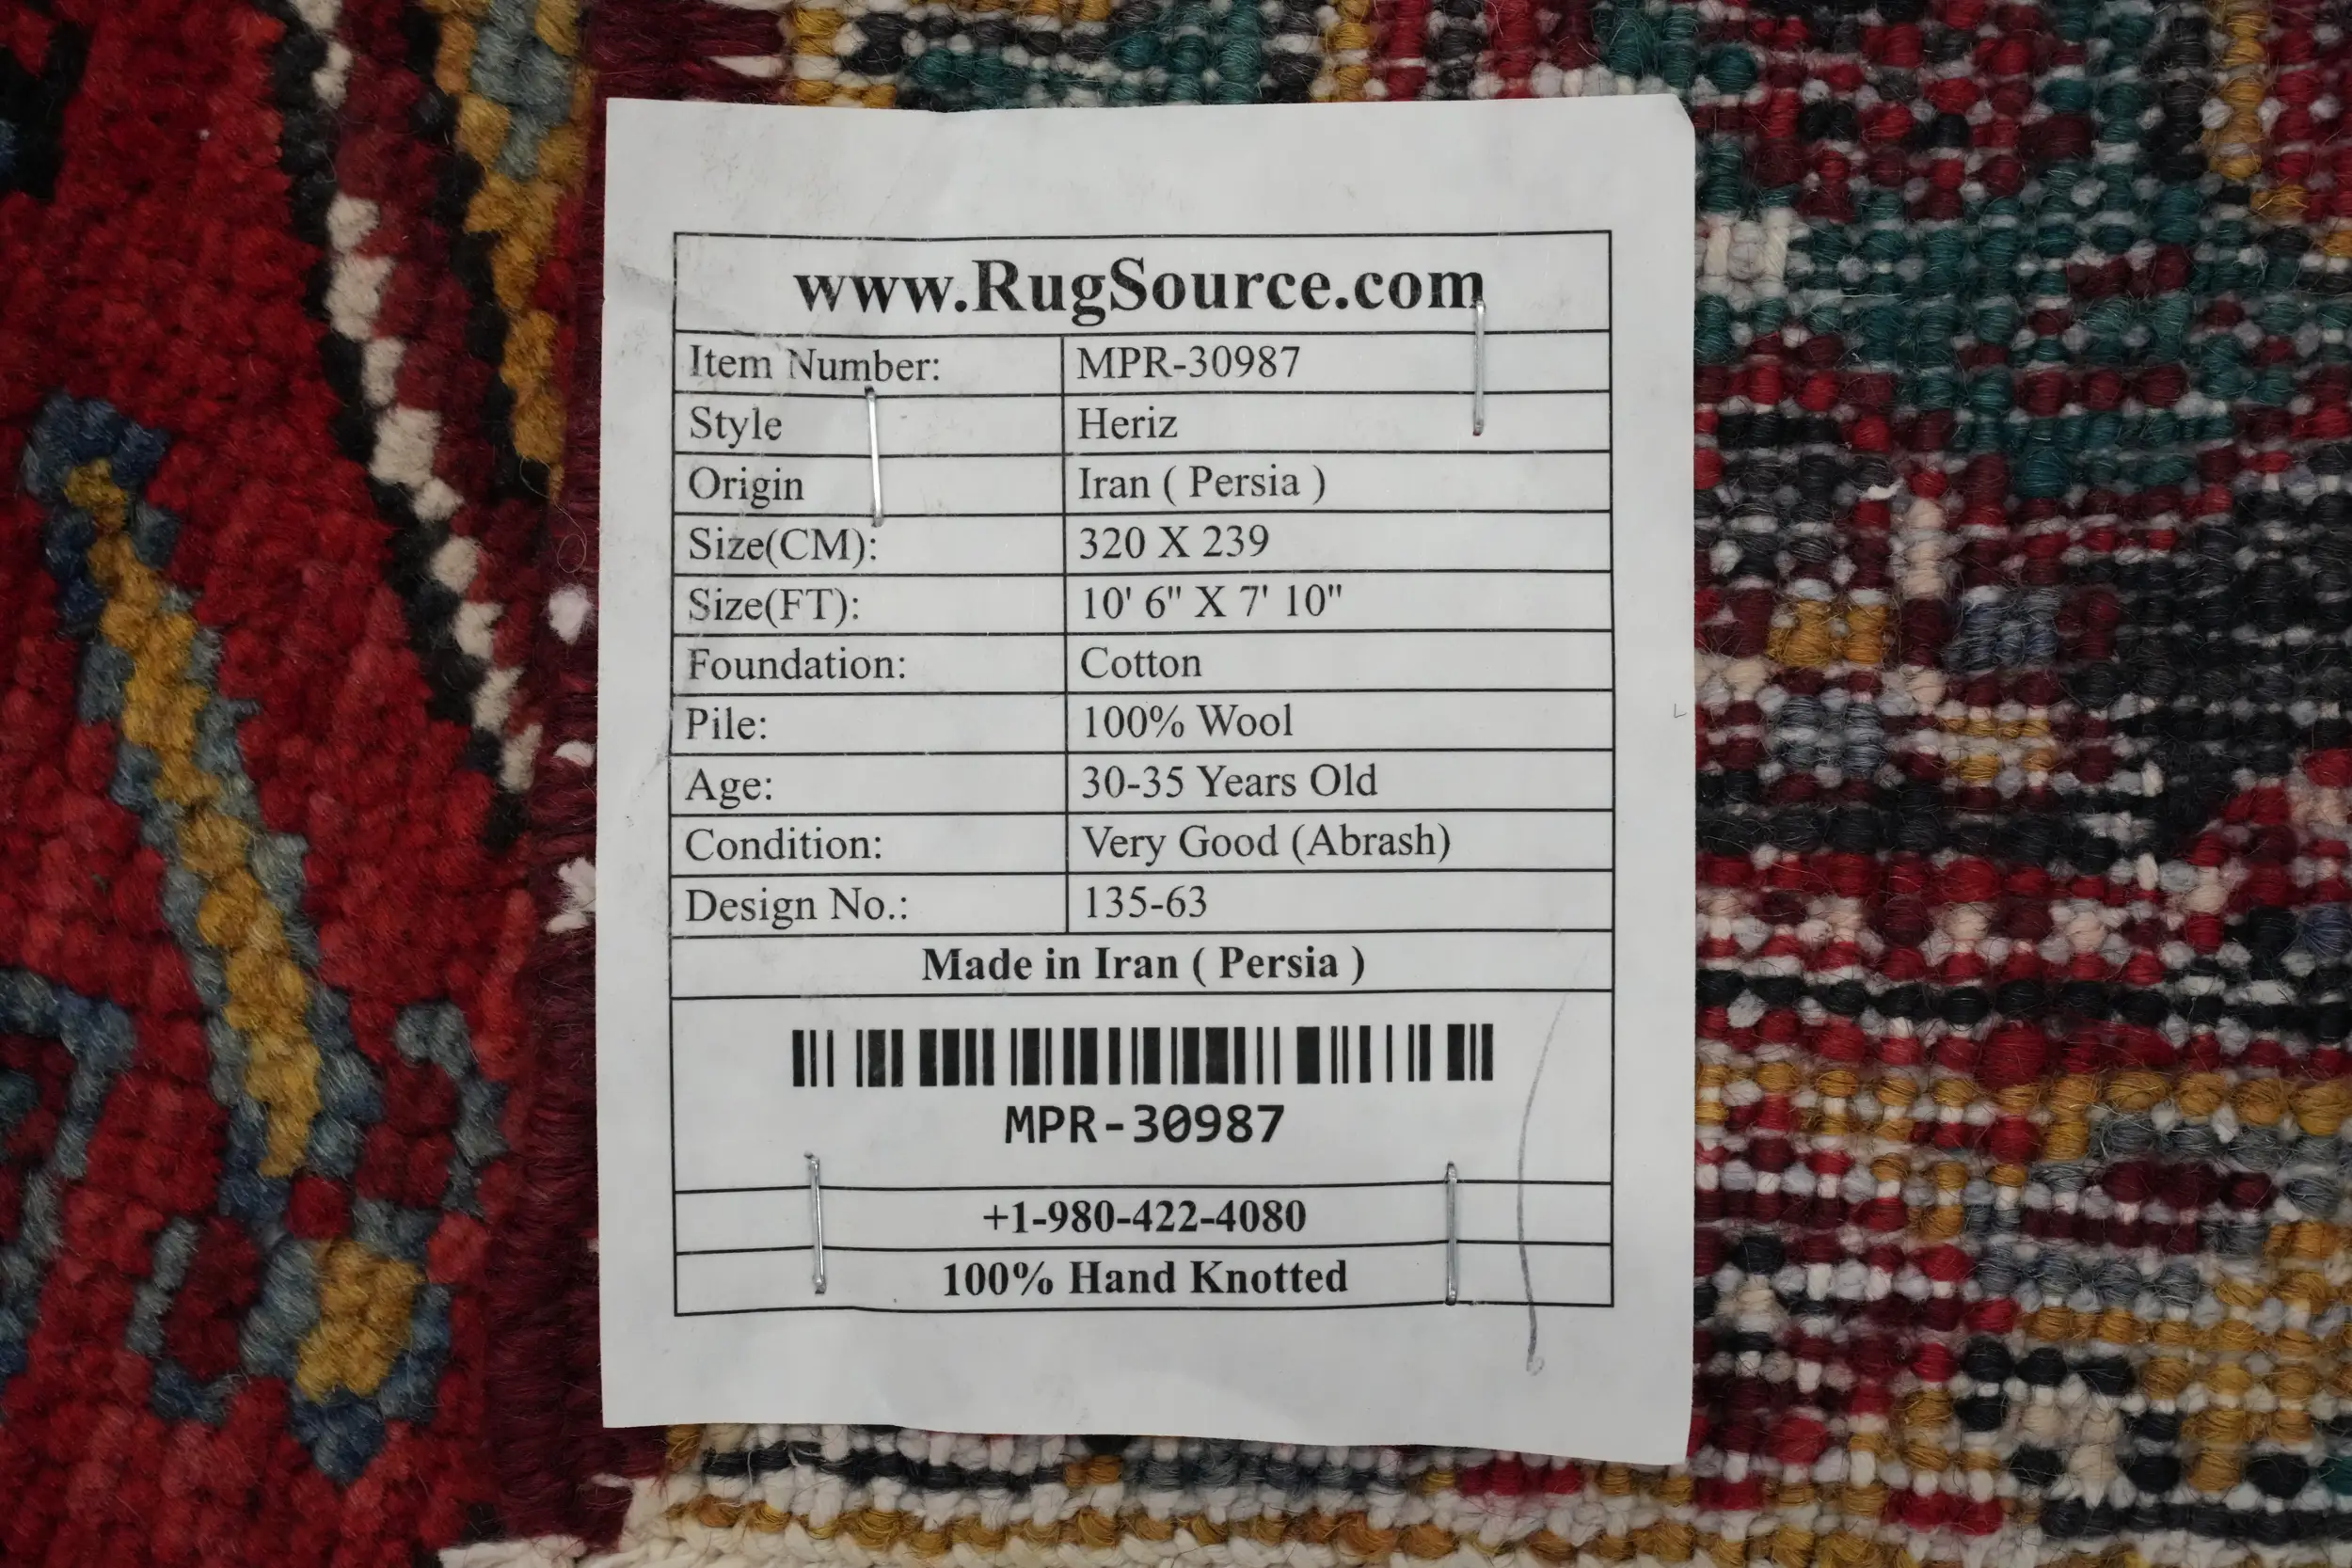 www.RugSource.com
Item Number: MPR-30987
Style Heriz
Origin Iran ( Persia )
Size(CM): 320 X 239
Size(FT): 10' 6" X 7' 10"
Foundation: Cotton
Pile: 100% Wool
Age: 30-35 Years Old
Condition: Very Good (Abrash)
Design No.: 135-63
Made in Iran ( Persia )
MPR-30987
+1-980-422-4080
100% Hand Knotted